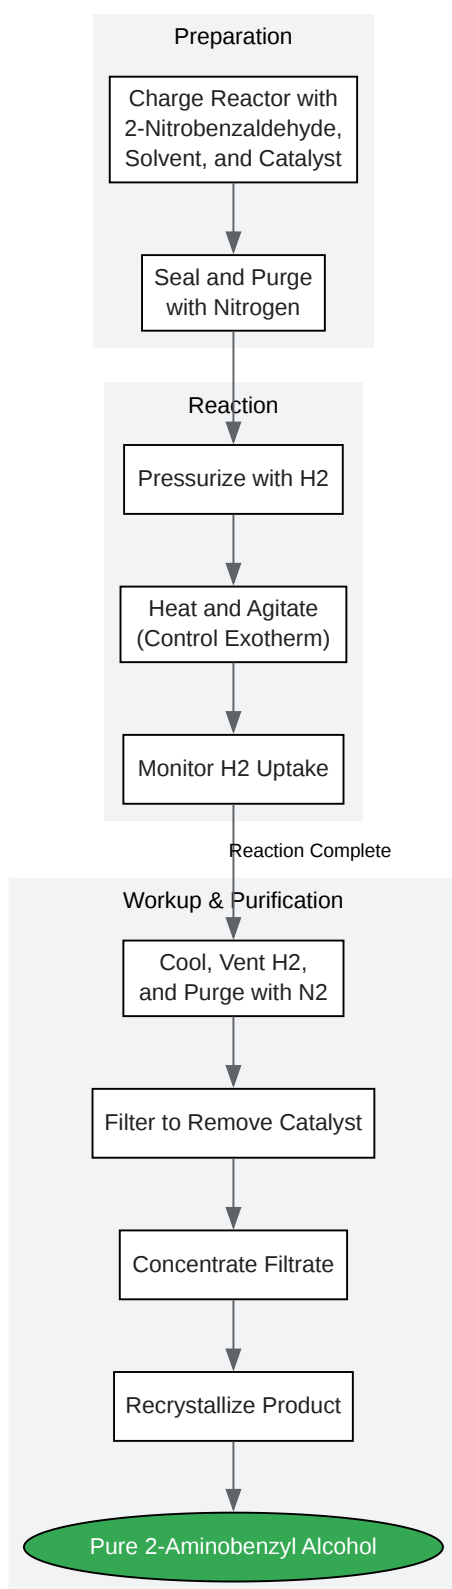 Preparation
Charge Reactor with
2-Nitrobenzaldehyde,
Solvent, and Catalyst
Seal and Purge
with Nitrogen
Reaction
Pressurize with H2
Heat and Agitate
(Control Exotherm)
Monitor H2 Uptake
Reaction Complete
Workup & Purification
Cool, Vent H2,
and Purge with N2
Filter to Remove Catalyst
Concentrate Filtrate
Recrystallize Product
Pure 2-Aminobenzyl Alcohol